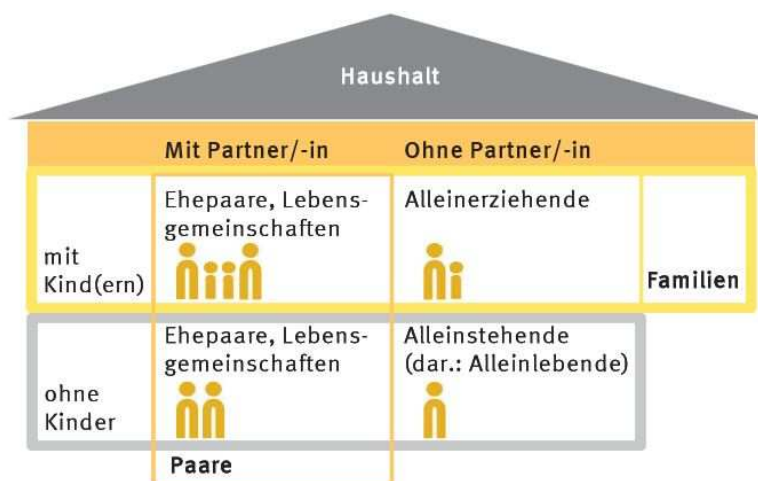 Haushalt
Mit Partner/-in
Ohne Partner/-in
mit
Kind(ern)
Ehepaare, Lebens-
gemeinschaften
Alleinerziehende
Familien
ohne
Kinder
Ehepaare, Lebens-
gemeinschaften
Alleinstehende
(dar.: Alleinlebende)
Paare